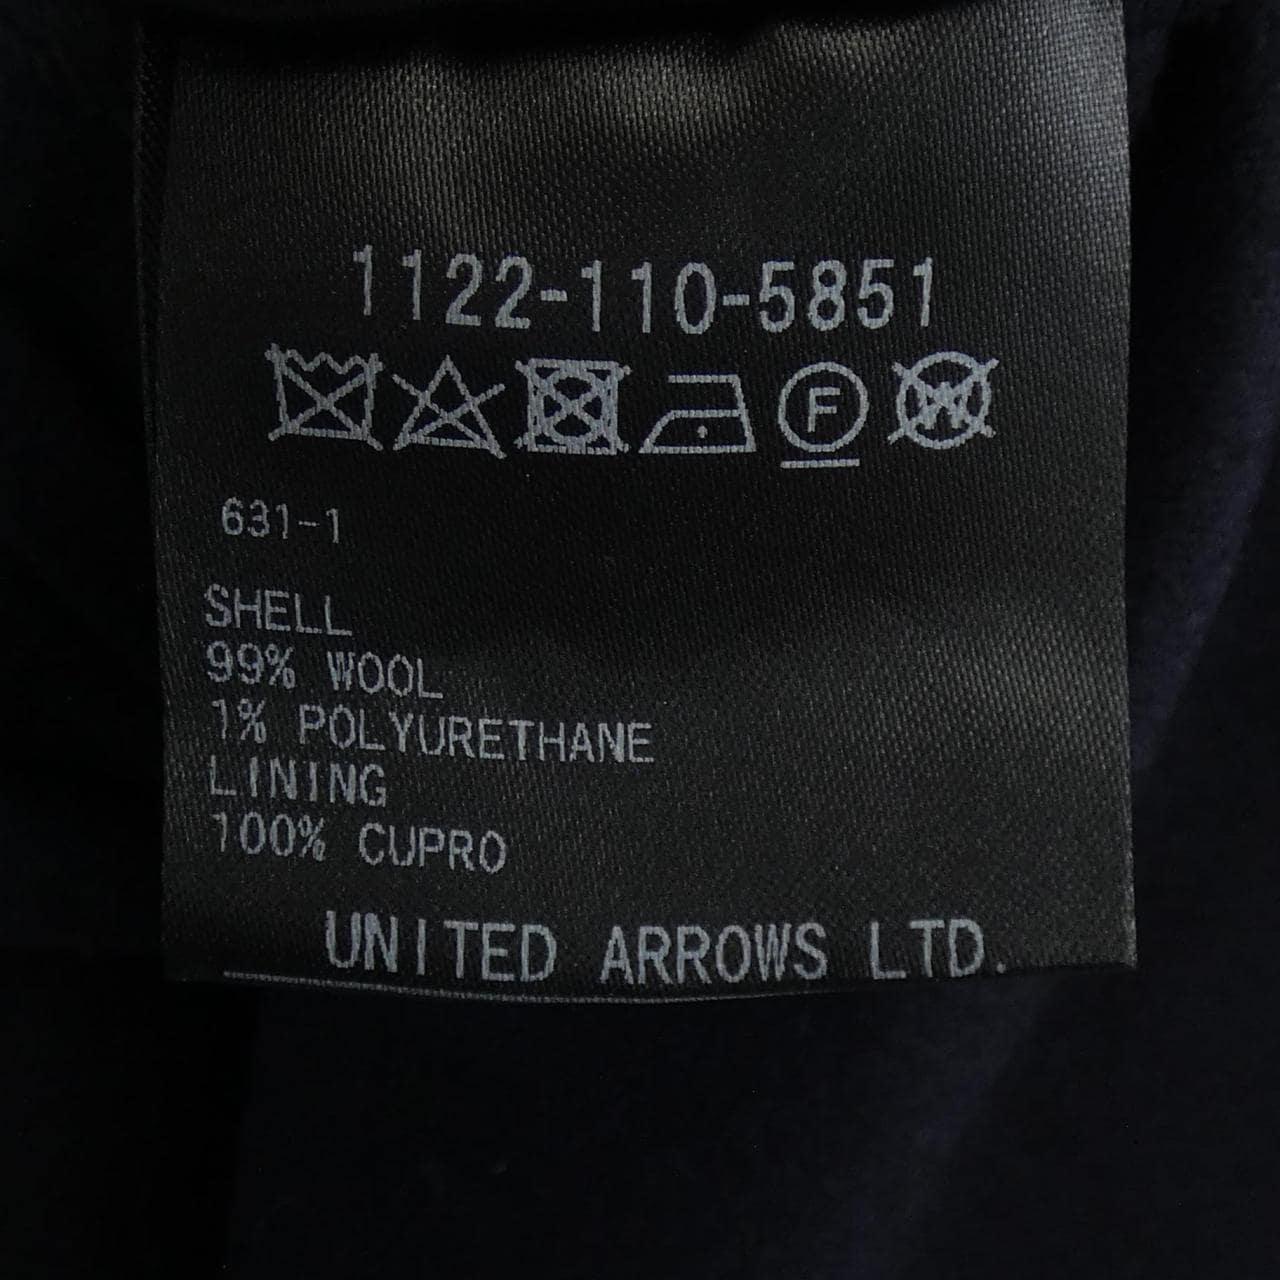 1122-110-5851
F W
631-1
SHELL
99% WOOL
1% POLYURETHANE
LINING
100% CUPRO
UNITED ARROWS LTD.